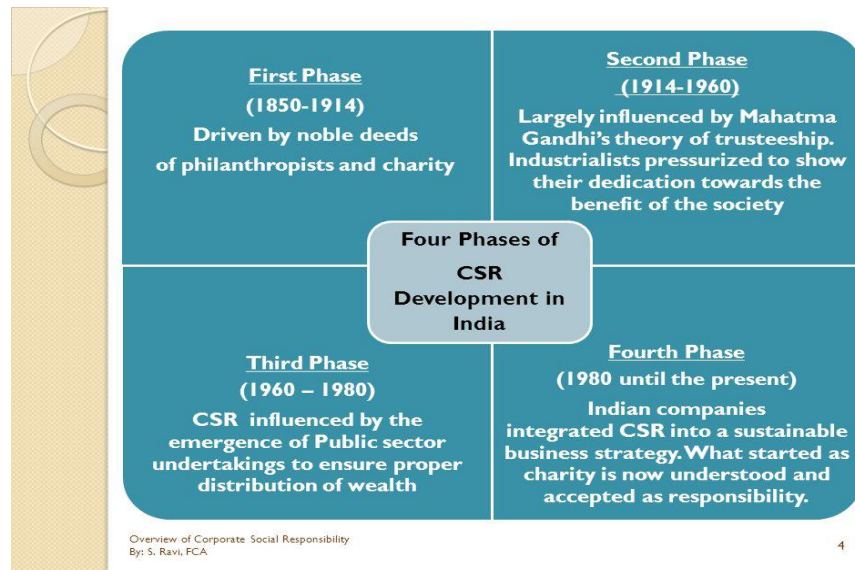 First Phase
(1850-1914)
Driven by noble deeds
of philanthropists and charity
Second Phase
(1914-1960)
Largely influenced by Mahatma
Gandhi's theory of trusteeship.
Industrialists pressurized to show
their dedication towards the
benefit of the society
Four Phases of
CSR
Development in
India
Third Phase
(1960 – 1980)
CSR influenced by the
emergence of Public sector
undertakings to ensure proper
distribution of wealth
Fourth Phase
(1980 until the present)
Indian companies
integrated CSR into a sustainable
business strategy. What started as
charity is now understood and
accepted as responsibility.
Overview of Corporate Social Responsibility
By: S. Ravi, FCA
4